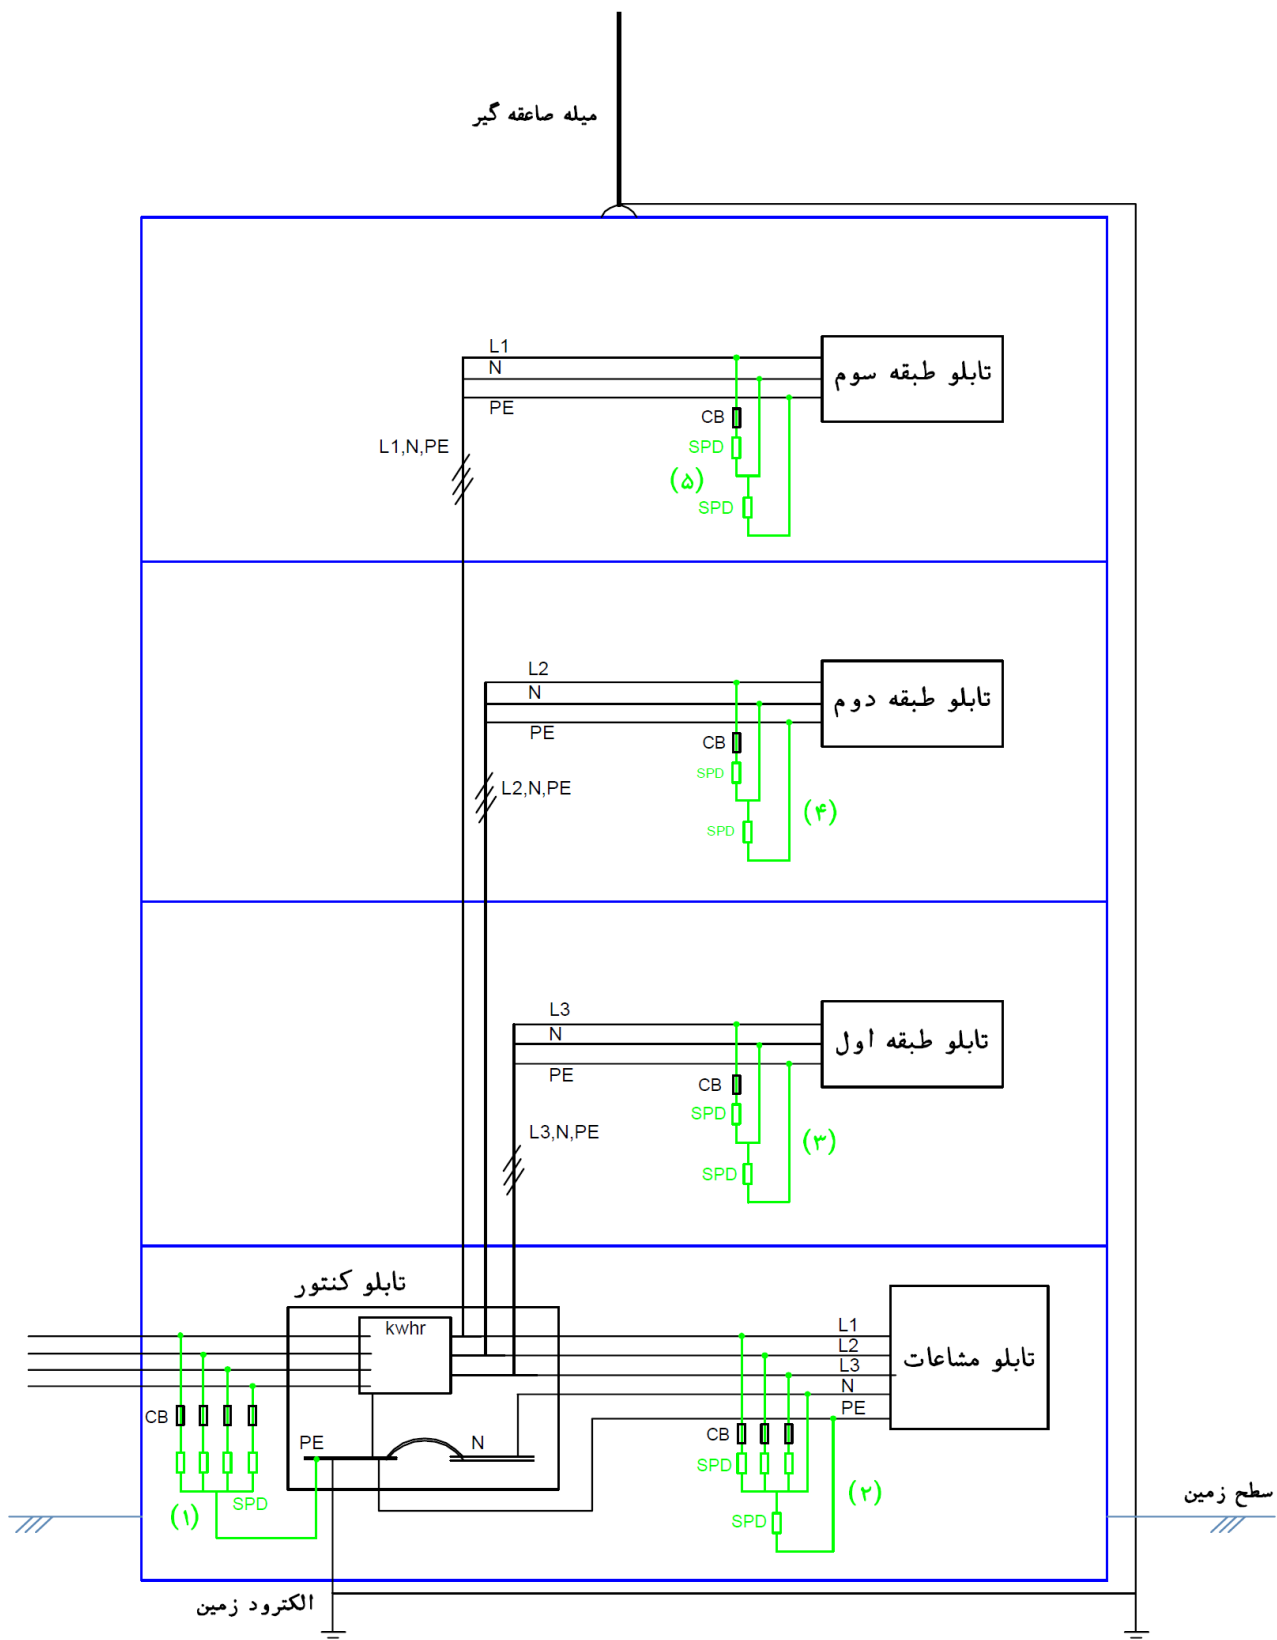 میله صاعقه گیر
L1
N
PE
تابلو طبقه سوم
L1,N,PE
CB
SPD
(۵)
SPD
L2
N
PE
تابلو طبقه دوم
L2,N,PE
CB
SPD
(۴)
SPD
L3
N
PE
تابلو طبقه اول
L3,N,PE
CB
SPD
(۳)
SPD
تابلو کنتور
kwhr
L1
L2
L3
N
PE
تابلو مشاعات
CB
PE
N
CB
SPD
SPD
(۱)
(۲)
SPD
سطح زمین
الکترود زمین